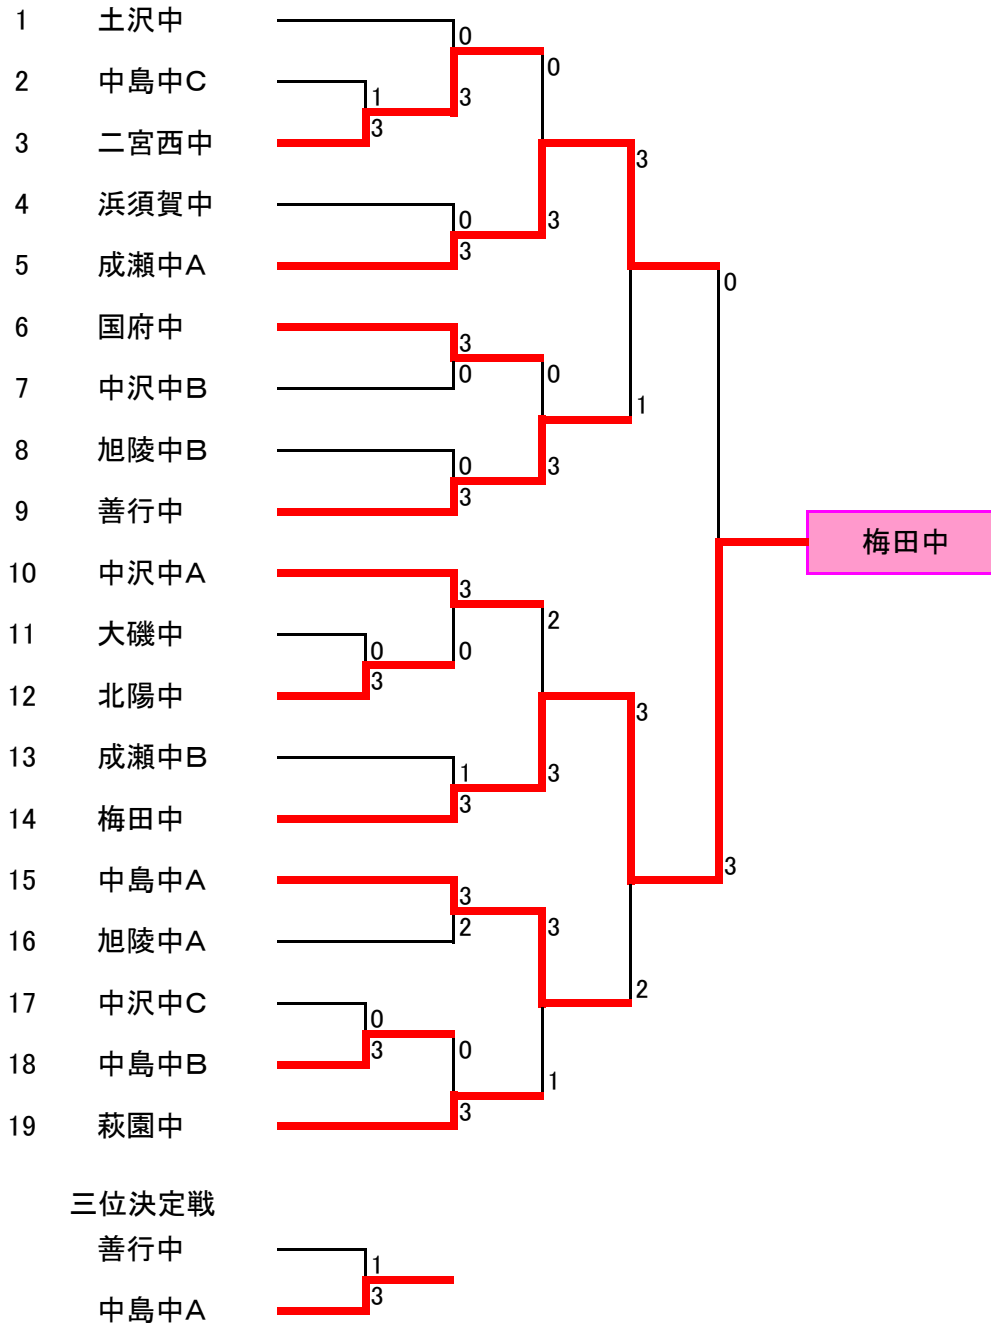 1 土沢中
0
0
2 中島中C
1
3
3
3 二宮西中
3
4 浜須賀中
0
3
3
5 成瀬中A
0
6 国府中
3
0
0
7 中沢中B
1
8 旭陵中B
0
3
3
9 善行中
梅田中
10 中沢中A
3
2
11 大磯中
0
0
3
12 北陽中
3
13 成瀬中B
1
3
3
14 梅田中
3
15 中島中A
3
2
3
16 旭陵中A
2
17 中沢中C
0
3
0
18 中島中B
1
3
19 萩園中
三位決定戦
善行中
1
3
中島中A